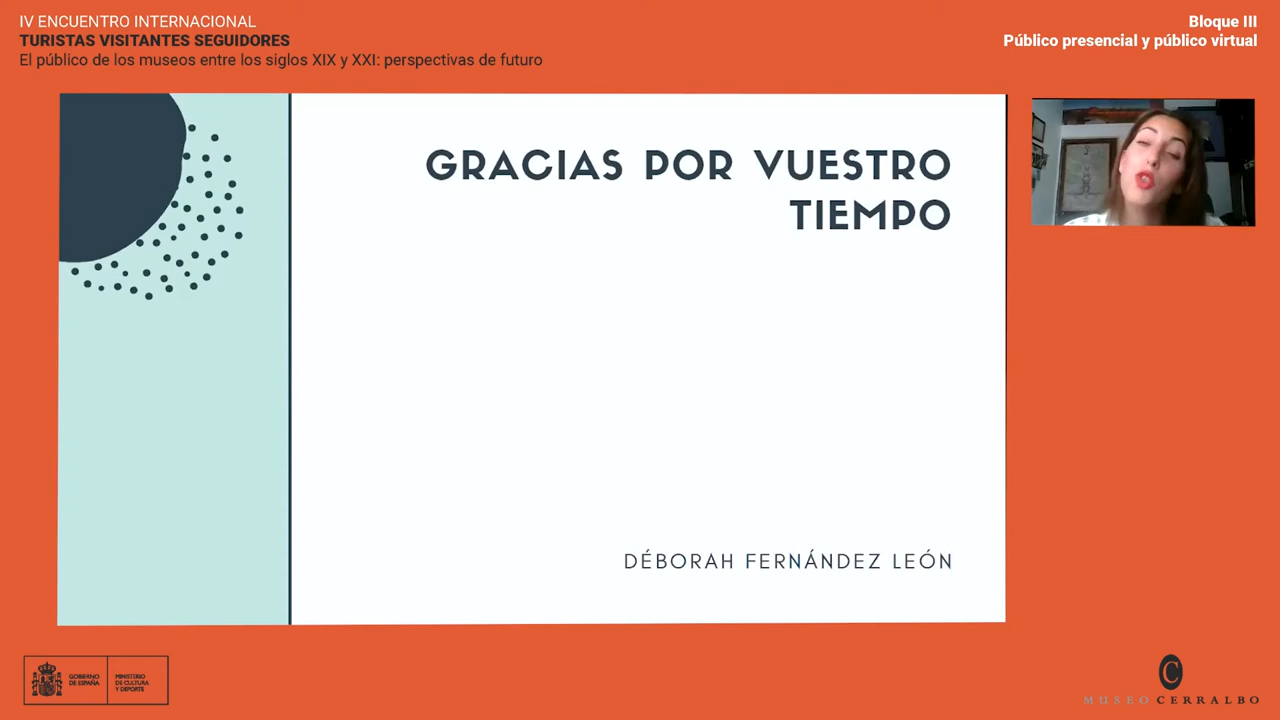 IV ENCUENTRO INTERNACIONAL
TURISTAS VISITANTES SEGUIDORES
El público de los museos entre los siglos XIX y XXI: perspectivas de futuro
Bloque III
Público presencial y público virtual
GRACIAS POR VUESTRO
TIEMPO
DÉBORAH FERNÁNDEZ LEÓN
GOBIERNO
DE ESPAÑA
MINISTERIO
DE CULTURA
Y DEPORTE
C
MUSEO CERRALBO